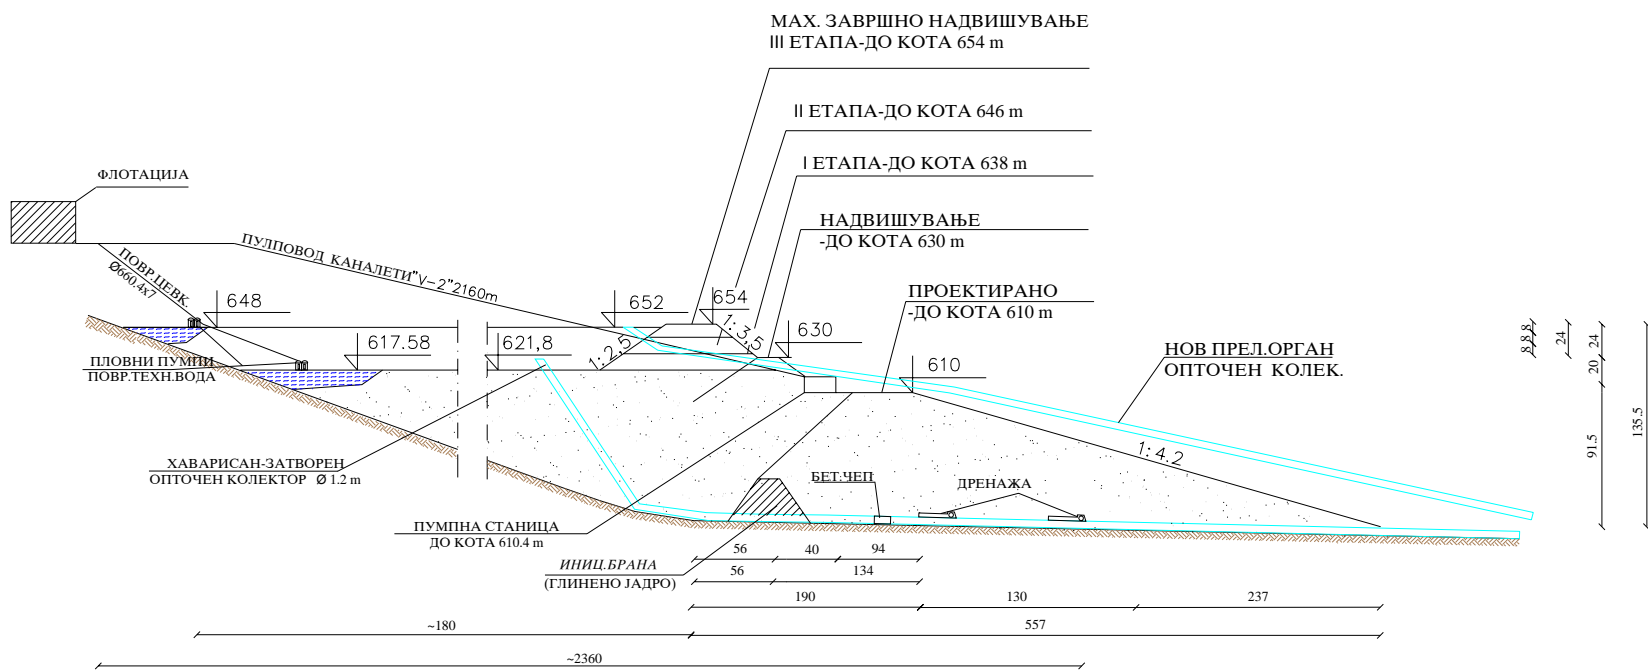 МАХ. ЗАВРШНО НАДВИШУВАЊЕ
III ЕТАПА-ДО КОТА 654 m
II ЕТАПА-ДО КОТА 646 m
I ЕТАПА-ДО КОТА 638 m
НАДВИШУВАЊЕ
-ДО КОТА 630 m
ПРОЕКТИРАНО
-ДО КОТА 610 m
НОВ ПРЕЛ.ОРГАН
ОПТОЧЕН КОЛЕК.
ФЛОТАЦИЈА
ПОВР.ЦЕВК.
Ø660.4x7
ПУЛПОВОД КАНАЛЕТИ"V-2"2160m
648
652
654
630
617.58
621,8
610
1:2,5
1:3,5
1:4.2
ПЛОВНИ ПУМПИ
ПОВР.ТЕХН.ВОДА
ХАВАРИСАН-ЗАТВОРЕН
ОПТОЧЕН КОЛЕКТОР Ø 1.2 m
БЕТ.ЧЕП
ДРЕНАЖА
ПУМПНА СТАНИЦА
ДО КОТА 610.4 m
ИНИЦ.БРАНА
(ГЛИНЕНО ЈАДРО)
56 40 94
56 134
190 130 237
~180 557
~2360
8 8 8
24
24
20
91.5
135.5